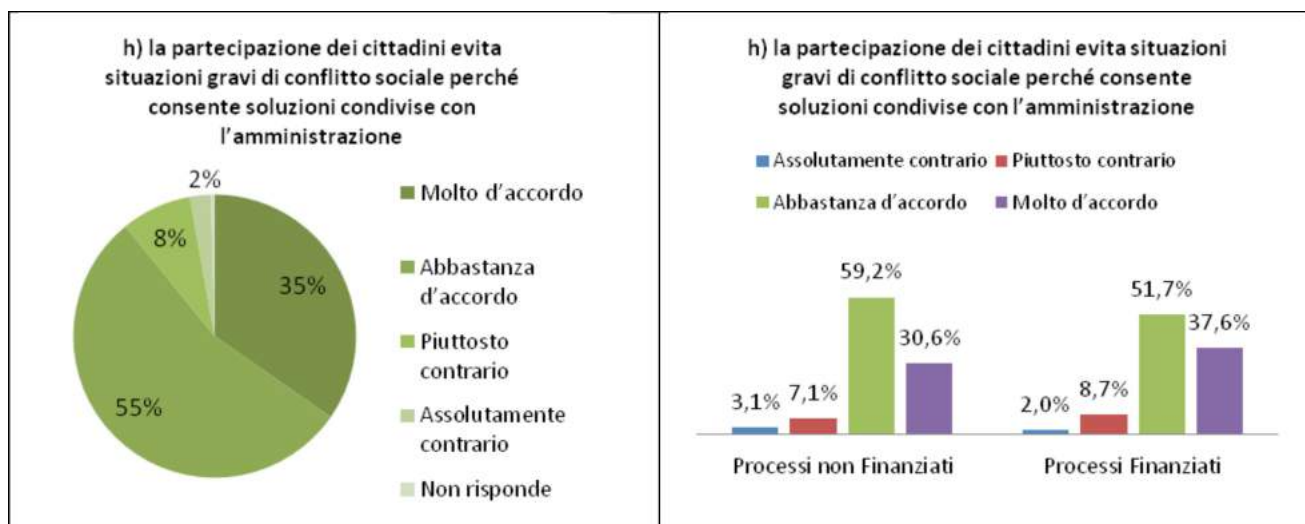 h) la partecipazione dei cittadini evita
situazioni gravi di conflitto sociale perché
consente soluzioni condivise con
l’amministrazione
2%
8%
35%
55%
Molto d’accordo
Abbastanza
d’accordo
Piuttosto
contrario
Assolutamente
contrario
Non risponde
h) la partecipazione dei cittadini evita situazioni
gravi di conflitto sociale perché consente
soluzioni condivise con l’amministrazione
Assolutamente contrario Piuttosto contrario
Abbastanza d’accordo Molto d’accordo
59,2%
51,7%
37,6%
30,6%
3,1% 7,1% 2,0% 8,7%
Processi non Finanziati Processi Finanziati